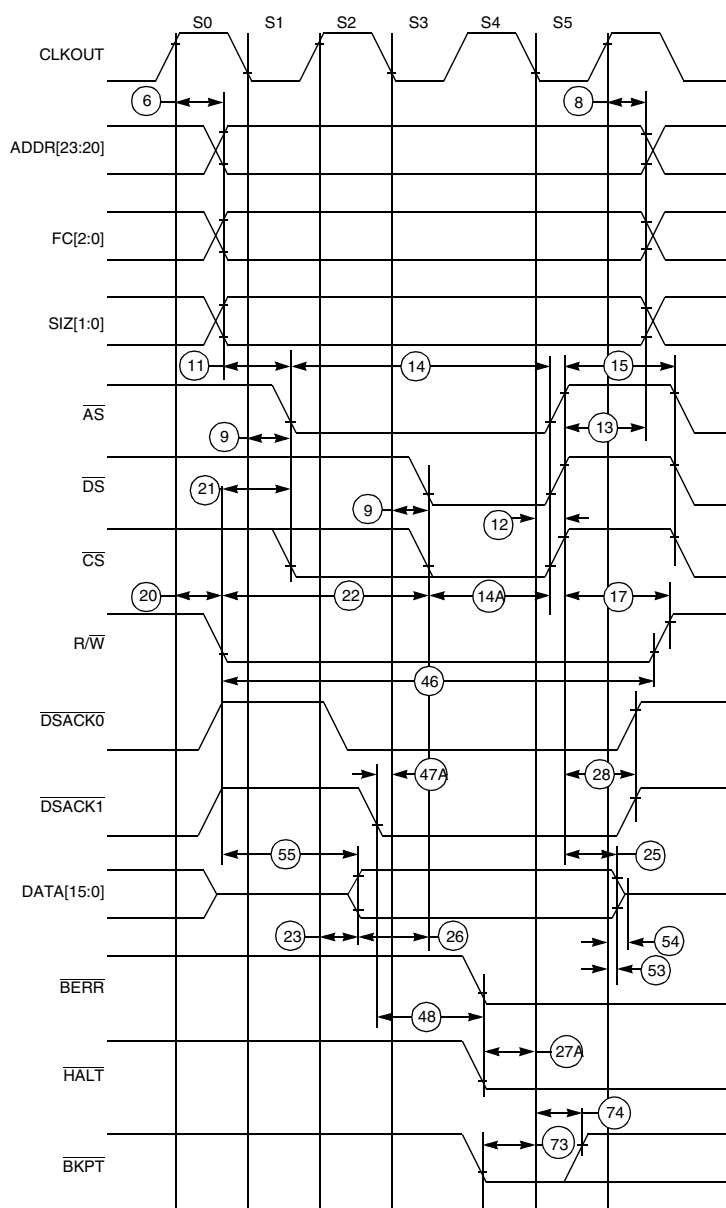 S0 S1 S2 S3 S4 S5
CLKOUT
6 8
ADDR[23:20]
FC[2:0]
SIZ[1:0]
11 14 15
AS
9 13
DS
21 9 12
CS
20 22 14A 17
R/W
46
DSACK0
47A 28
DSACK1
55 25
DATA[15:0]
23 26 54
53
BERR
48
27A
HALT
74
73
BKPT